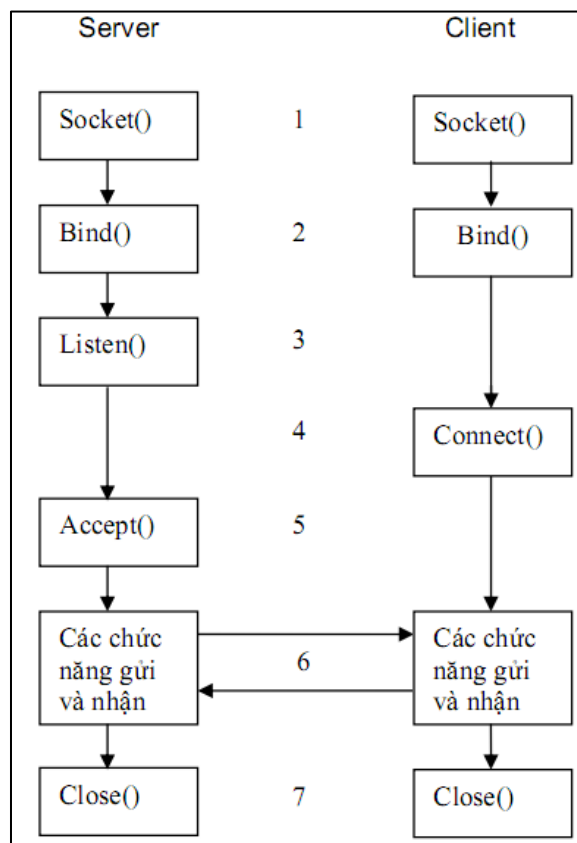 Server Client
Socket() 1 Socket()
Bind() 2 Bind()
Listen() 3
4 Connect()
Accept() 5
Các chức
năng gửi
và nhận
6
Các chức
năng gửi
và nhận
Close() 7 Close()